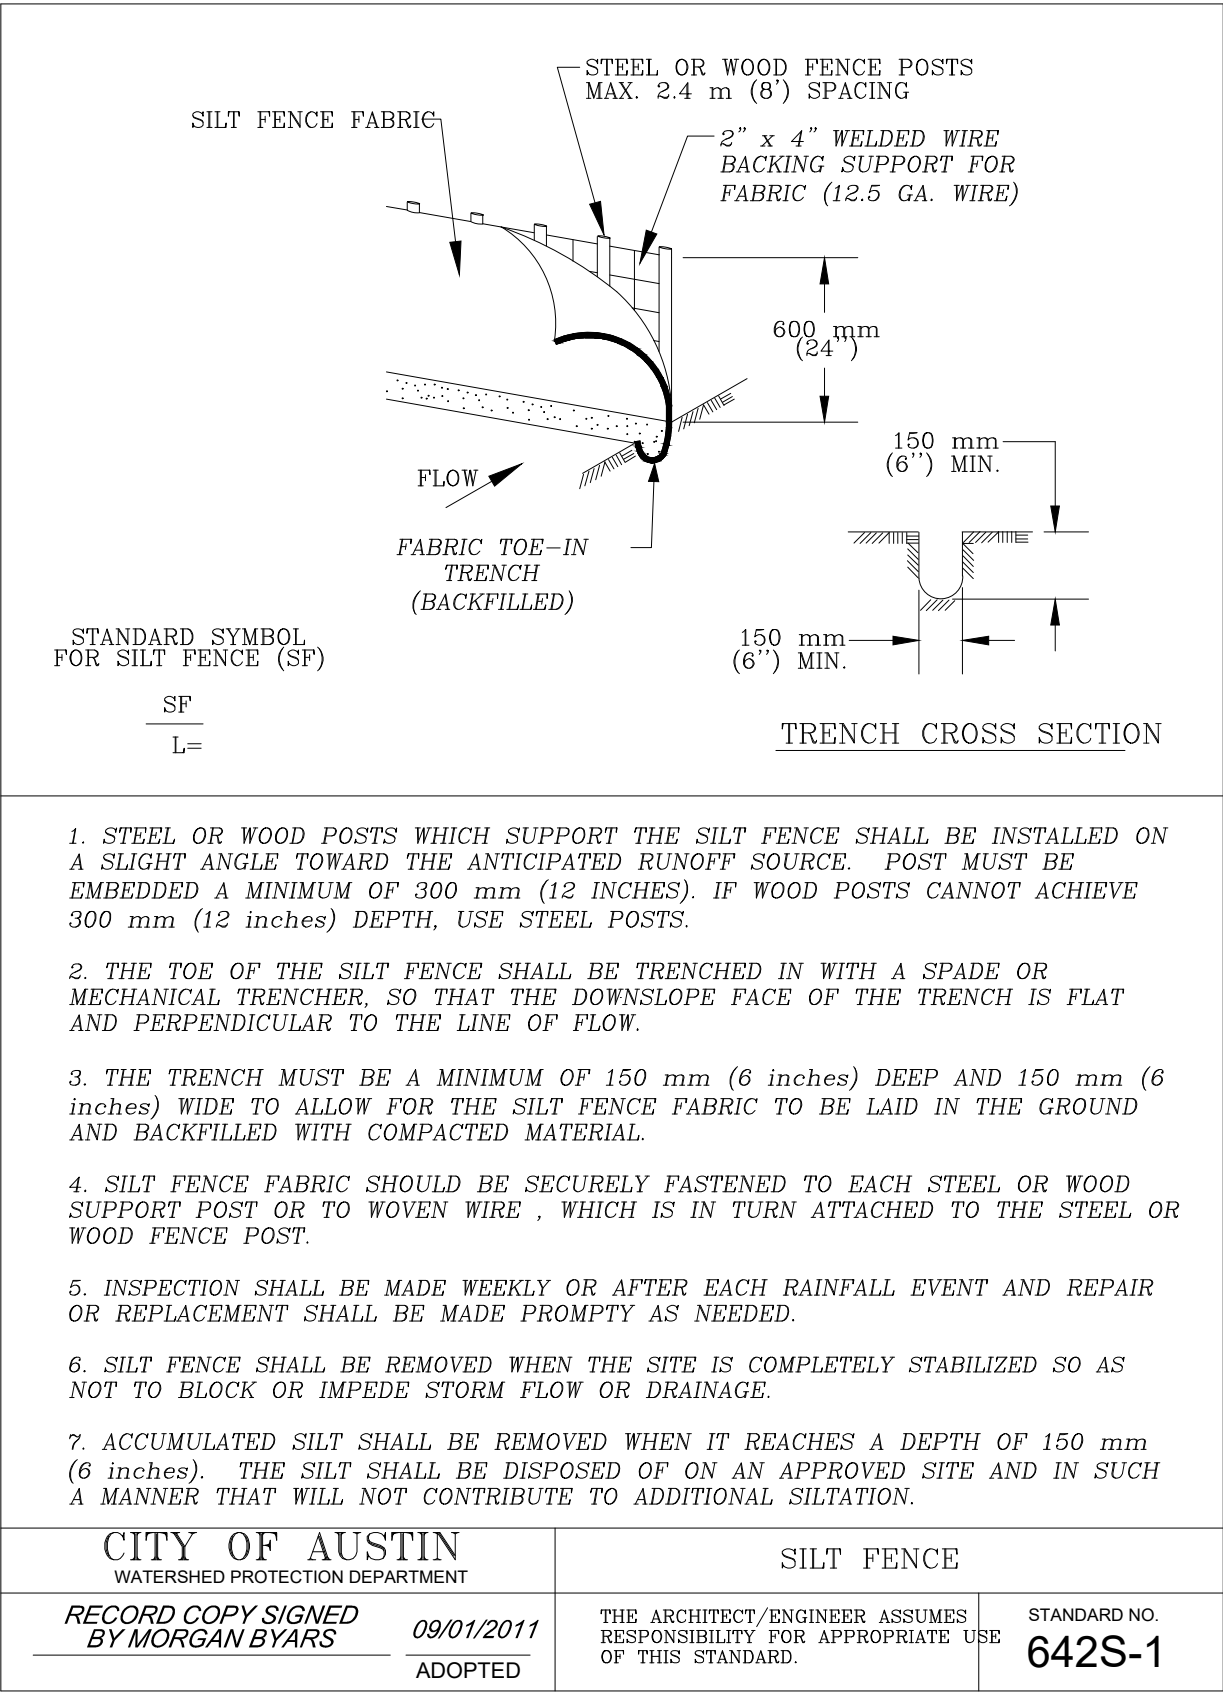 STEEL OR WOOD FENCE POSTS
MAX. 2.4 m (8') SPACING
SILT FENCE FABRIC
2" x 4" WELDED WIRE
BACKING SUPPORT FOR
FABRIC (12.5 GA. WIRE)
600 mm
(24'')
150 mm
(6'') MIN.
FLOW
FABRIC TOE-IN
TRENCH
(BACKFILLED)
STANDARD SYMBOL
FOR SILT FENCE (SF)
150 mm
(6'') MIN.
SF
L=
TRENCH CROSS SECTION
1. STEEL OR WOOD POSTS WHICH SUPPORT THE SILT FENCE SHALL BE INSTALLED ON
A SLIGHT ANGLE TOWARD THE ANTICIPATED RUNOFF SOURCE. POST MUST BE
EMBEDDED A MINIMUM OF 300 mm (12 INCHES). IF WOOD POSTS CANNOT ACHIEVE
300 mm (12 inches) DEPTH, USE STEEL POSTS.
2. THE TOE OF THE SILT FENCE SHALL BE TRENCHED IN WITH A SPADE OR
MECHANICAL TRENCHER, SO THAT THE DOWNSLOPE FACE OF THE TRENCH IS FLAT
AND PERPENDICULAR TO THE LINE OF FLOW.
3. THE TRENCH MUST BE A MINIMUM OF 150 mm (6 inches) DEEP AND 150 mm (6
inches) WIDE TO ALLOW FOR THE SILT FENCE FABRIC TO BE LAID IN THE GROUND
AND BACKFILLED WITH COMPACTED MATERIAL.
4. SILT FENCE FABRIC SHOULD BE SECURELY FASTENED TO EACH STEEL OR WOOD
SUPPORT POST OR TO WOVEN WIRE , WHICH IS IN TURN ATTACHED TO THE STEEL OR
WOOD FENCE POST.
5. INSPECTION SHALL BE MADE WEEKLY OR AFTER EACH RAINFALL EVENT AND REPAIR
OR REPLACEMENT SHALL BE MADE PROMPTY AS NEEDED.
6. SILT FENCE SHALL BE REMOVED WHEN THE SITE IS COMPLETELY STABILIZED SO AS
NOT TO BLOCK OR IMPEDE STORM FLOW OR DRAINAGE.
7. ACCUMULATED SILT SHALL BE REMOVED WHEN IT REACHES A DEPTH OF 150 mm
(6 inches). THE SILT SHALL BE DISPOSED OF ON AN APPROVED SITE AND IN SUCH
A MANNER THAT WILL NOT CONTRIBUTE TO ADDITIONAL SILTATION.
CITY OF AUSTIN
WATERSHED PROTECTION DEPARTMENT
SILT FENCE
RECORD COPY SIGNED
BY MORGAN BYARS
09/01/2011
ADOPTED
THE ARCHITECT/ENGINEER ASSUMES
RESPONSIBILITY FOR APPROPRIATE USE
OF THIS STANDARD.
STANDARD NO.
642S-1